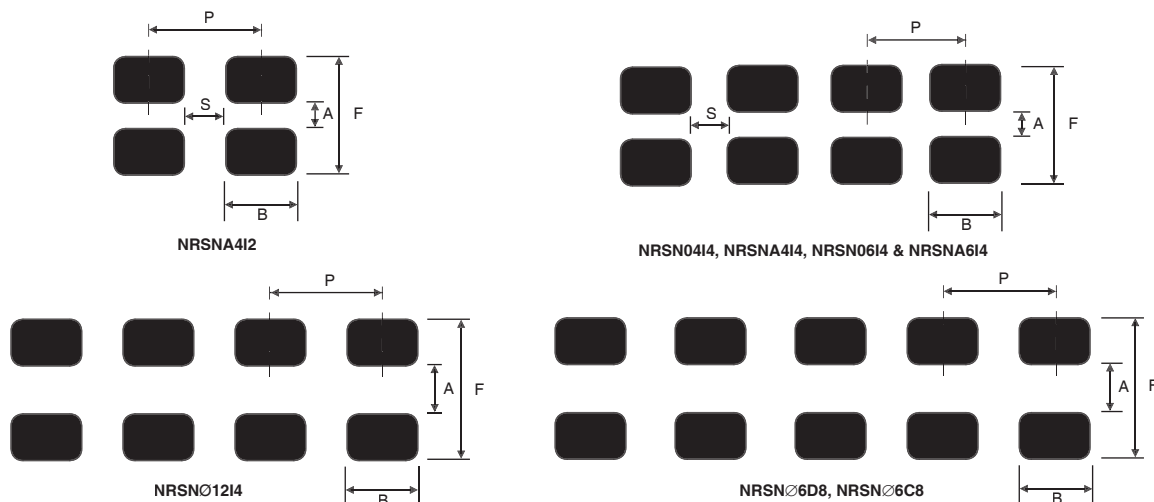 P
S
A
F
B
NRSNA4I2
P
S
A
F
B
NRSN04I4, NRSNA4I4, NRSN06I4 & NRSNA6I4
P
A
F
B
NRSNØ12I4
P
A
F
B
NRSN∅6D8, NRSN∅6C8